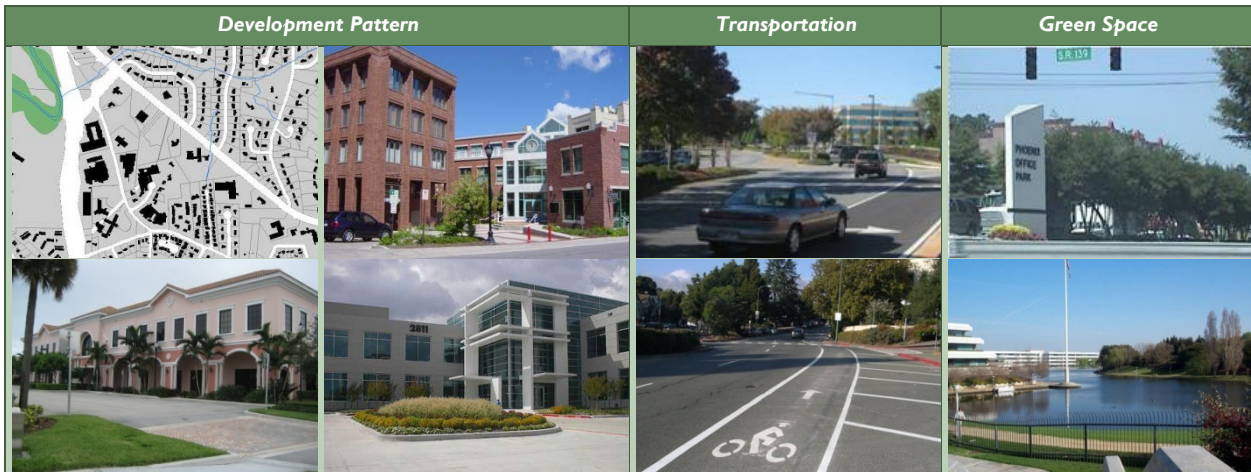 Development Pattern
Transportation
Green Space
S.R. 139
PHOENIX
OFFICE
PARK
2811